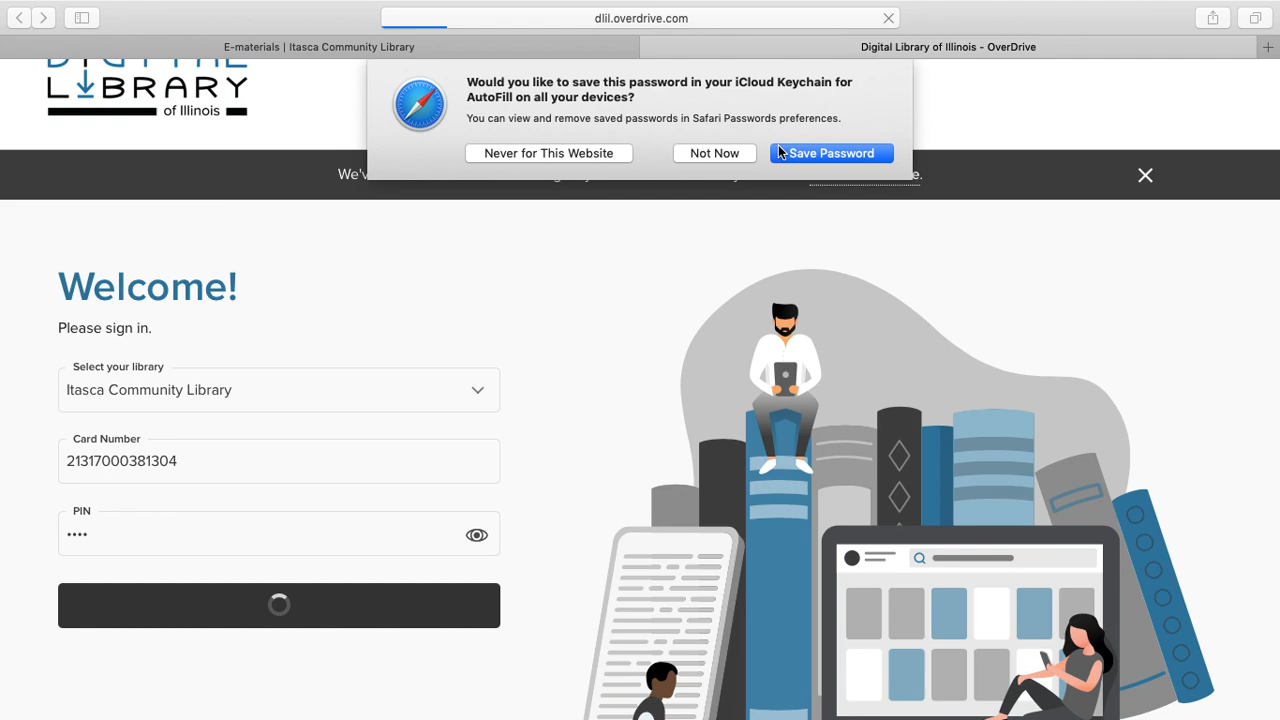 dlil.overdrive.com
E-materials | Itasca Community Library
Digital Library of Illinois - OverDrive
LIBRARY
of Illinois
Would you like to save this password in your iCloud Keychain for
AutoFill on all your devices?
You can view and remove saved passwords in Safari Passwords preferences.
Never for This Website
Not Now
Save Password
We'v
Welcome!
Please sign in.
Select your library
Itasca Community Library
Card Number
21317000381304
PIN
••••